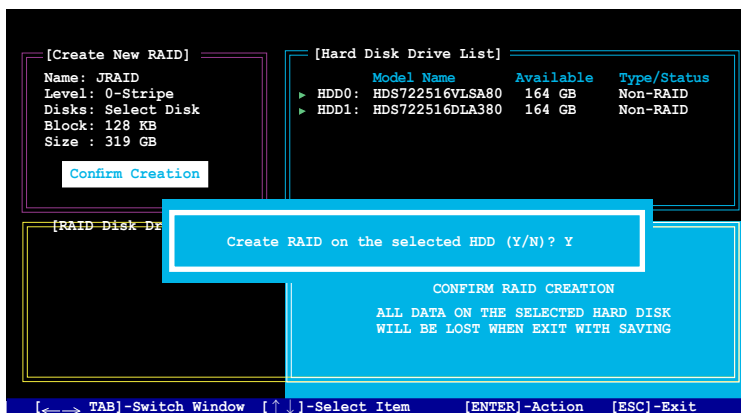 [Create New RAID]
Name: JRAID
Level: 0-Stripe
Disks: Select Disk
Block: 128 KB
Size : 319 GB
Confirm Creation
[Hard Disk Drive List]
Model Name Available Type/Status
▸ HDD0: HDS722516VLSA80 164 GB Non-RAID
▸ HDD1: HDS722516DLA380 164 GB Non-RAID
[RAID Disk Dr
Create RAID on the selected HDD (Y/N)? Y
CONFIRM RAID CREATION
ALL DATA ON THE SELECTED HARD DISK
WILL BE LOST WHEN EXIT WITH SAVING
[←→ TAB]-Switch Window [↑↓]-Select Item [ENTER]-Action [ESC]-Exit